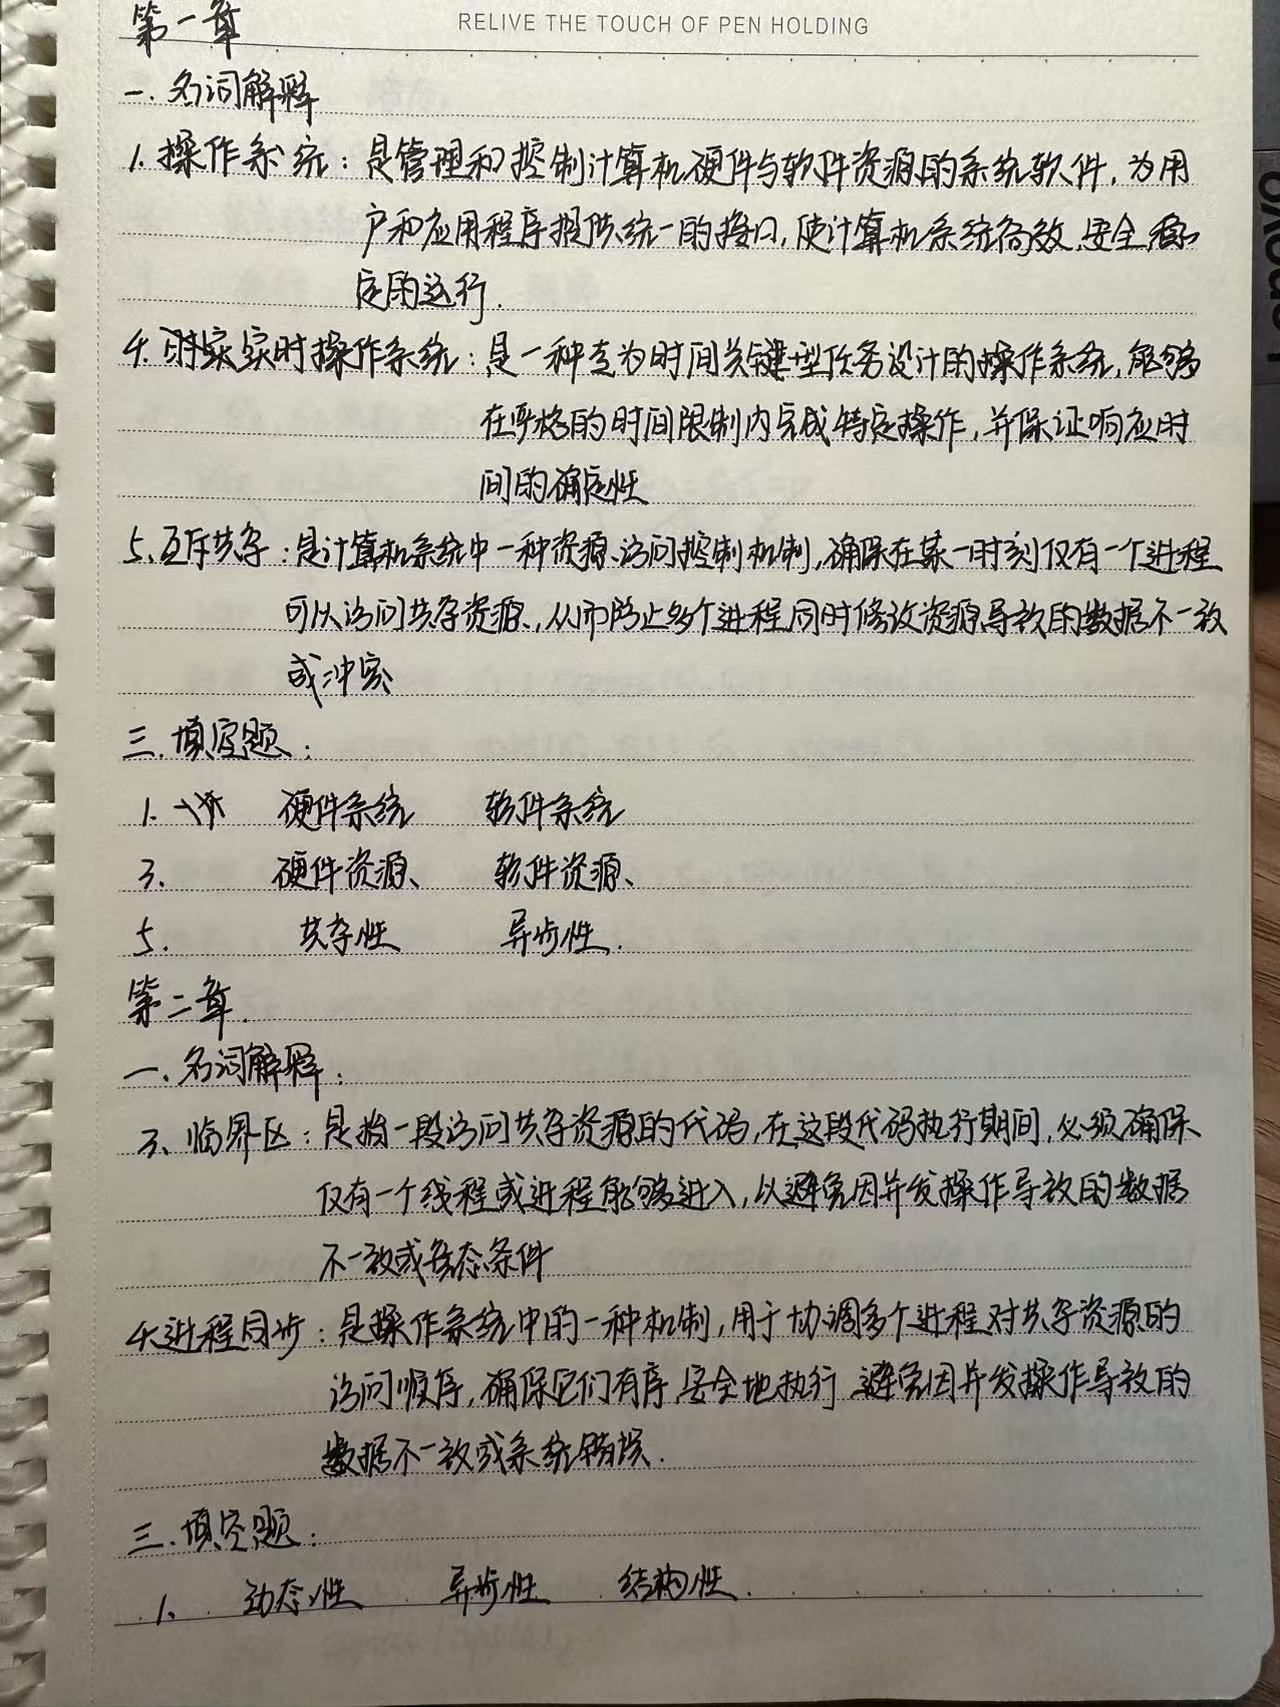 RELIVE THE TOUCH OF PEN HOLDING
第一章
一. 名词解释
1. 操作系统：是管理和控制计算机硬件与软件资源的系统软件，为用
户和应用程序提供统一的接口，使计算机系统高效、安全、稳
定的运行.
4. 实时操作系统：是一种专为时间关键型任务设计的操作系统，能够
在严格的时间限制内完成特定操作，并保证响应时
间的确定性
5. 互斥共享：是计算机系统中一种资源访问控制机制，确保在某一时刻仅有一个进程
可以访问共享资源，从而防止多个进程同时修改资源导致的数据不一致
或冲突
三. 填空题：
1. 硬件系统 软件系统
3. 硬件资源、 软件资源、
5. 共享性 异步性.
第二章.
一、名词解释：
3、临界区：是指一段访问共享资源的代码，在这段代码执行期间，必须确保
仅有一个线程或进程能够进入，以避免因并发操作导致的数据
不一致或竞态条件
4.进程同步：是操作系统中的一种机制，用于协调多个进程对共享资源的
访问顺序，确保它们有序、安全地执行，避免因并发操作导致的
数据不一致或系统错误.
三. 填空题：
1. 动态性 异步性 结构性.
OXOD